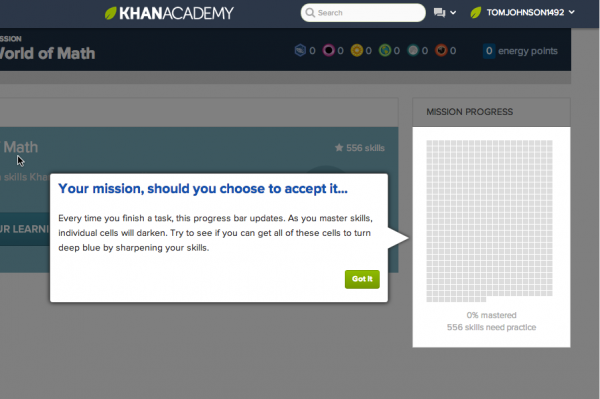 KHANACADEMY
Search
TOMJOHNSON1492
SSION
World of Math
0 0 0 0 0 0
0 energy points
MISSION PROGRESS
Math
556 skills
skills Kha
UR LEARNI
Your mission, should you choose to accept it...
Every time you finish a task, this progress bar updates. As you master skills,
individual cells will darken. Try to see if you can get all of these cells to turn
deep blue by sharpening your skills.
Got It
0% mastered
556 skills need practice